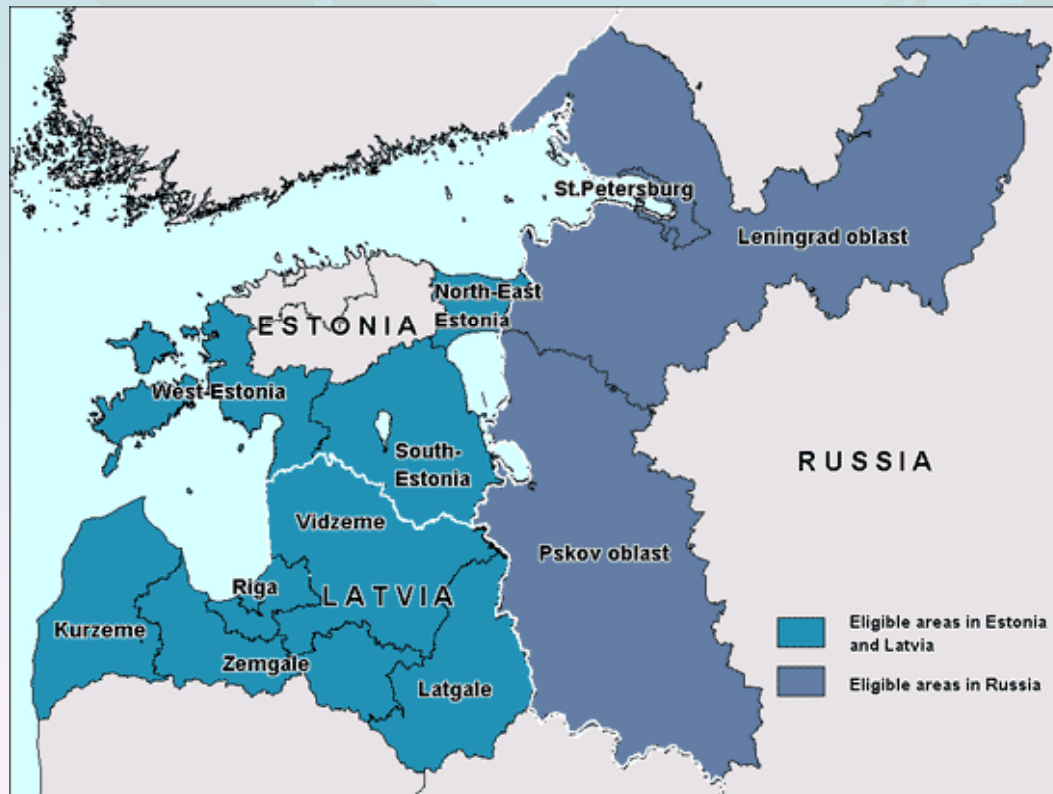 St.Petersburg
Leningrad oblast
North-East
Estonia
ESTONIA
West-Estonia
South-
Estonia
RUSSIA
Vidzeme
Pskov oblast
Riga
LATVIA
Kurzeme
Zemgale
Latgale
Eligible areas in Estonia
and Latvia
Eligible areas in Russia